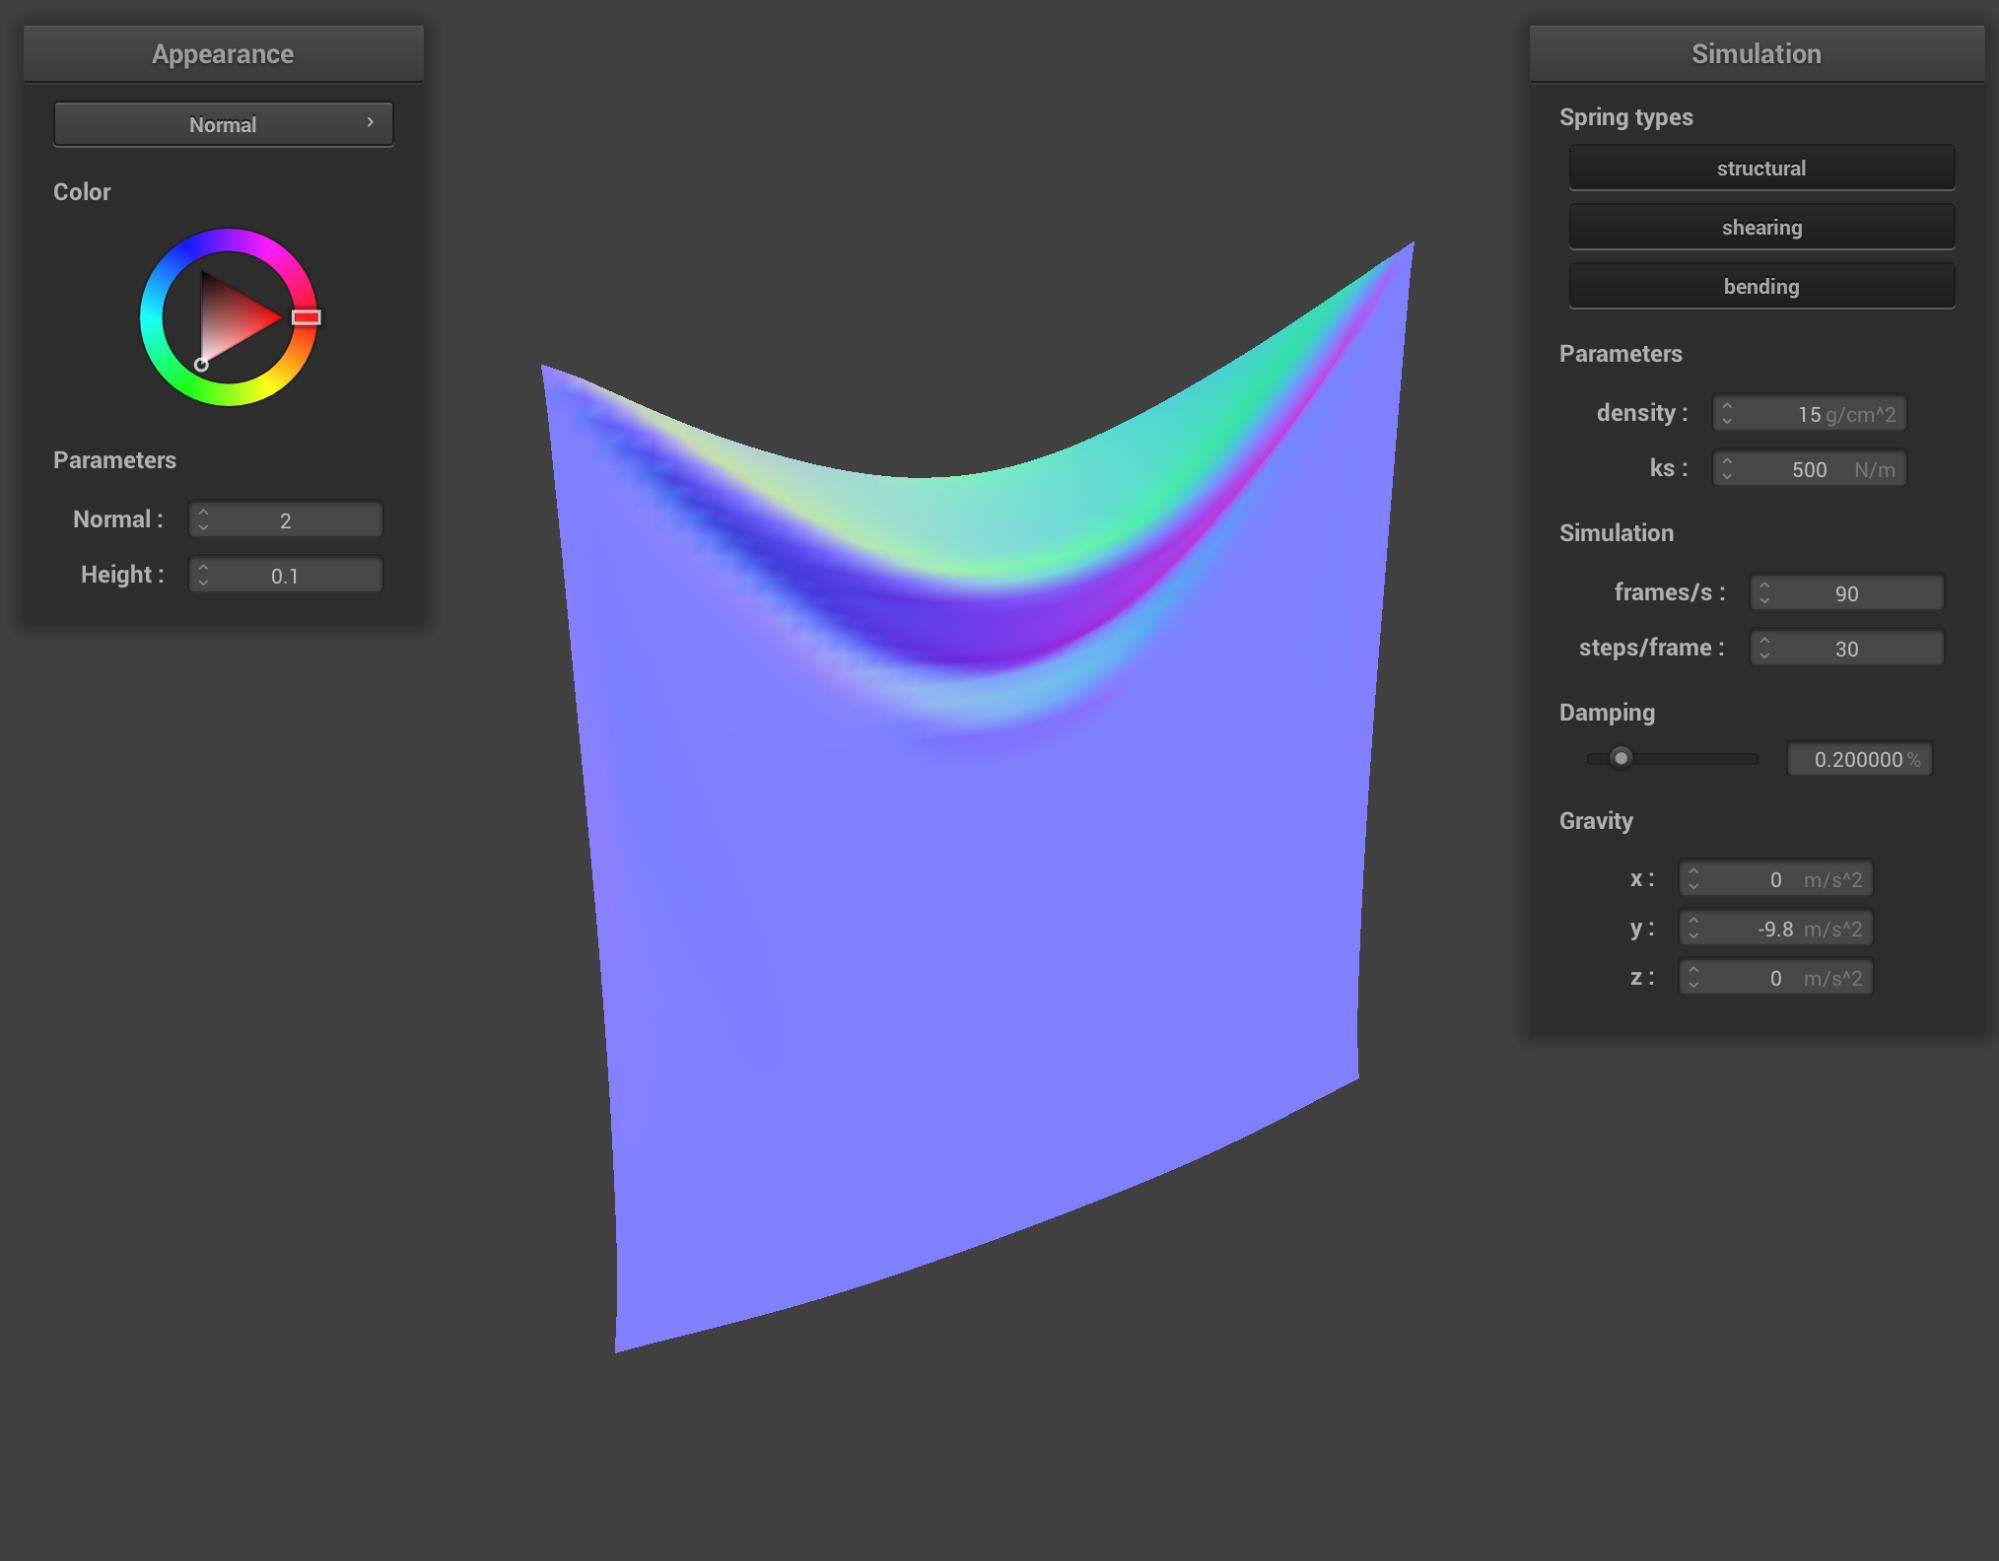 Appearance
Normal
Color
Parameters
Normal : 2
Height : 0.1
Simulation
Spring types
structural
shearing
bending
Parameters
density : 15 g/cm^2
ks : 500 N/m
Simulation
frames/s : 90
steps/frame : 30
Damping
0.200000 %
Gravity
x : 0 m/s^2
y : -9.8 m/s^2
z : 0 m/s^2